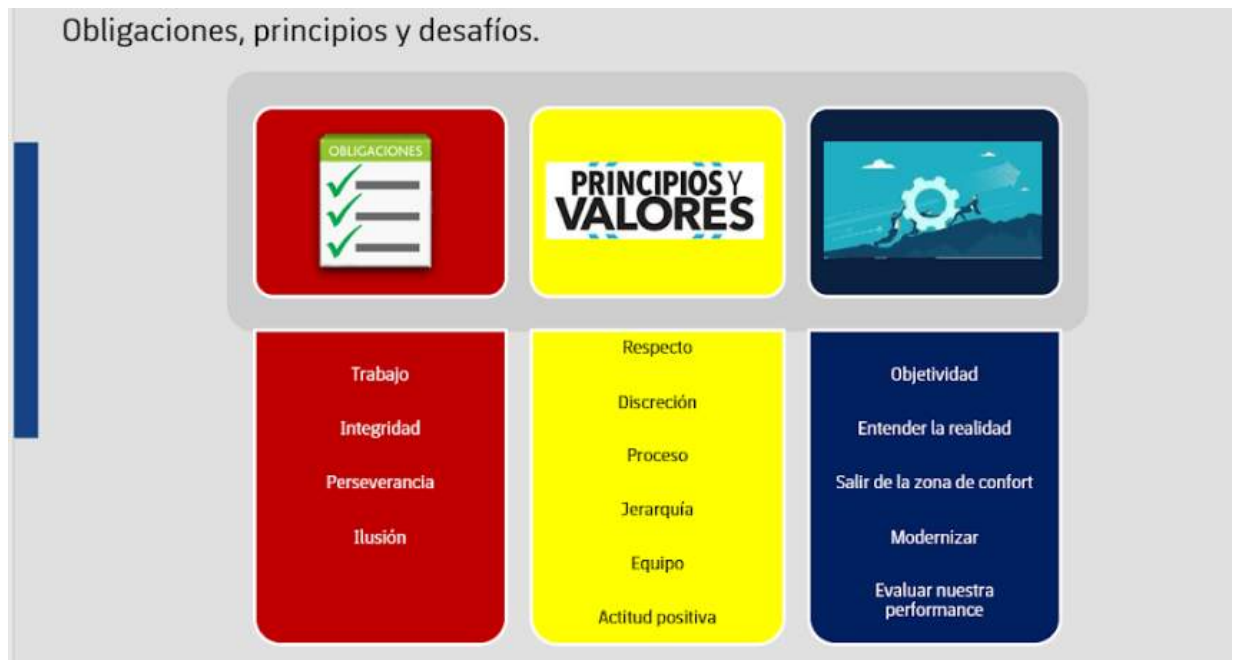 Obligaciones, principios y desafíos.
OBLIGACIONES
PRINCIPIOS Y
VALORES
Trabajo
Integridad
Perseverancia
Ilusión
Respecto
Discreción
Proceso
Jerarquía
Equipo
Actitud positiva
Objetividad
Entender la realidad
Salir de la zona de confort
Modernizar
Evaluar nuestra
performance